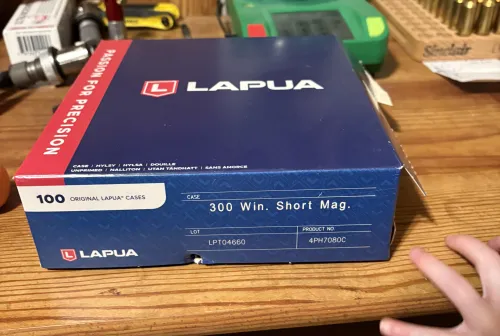 PASSION FOR PRECISION
L LAPUA
CASE / HYLSY / HYLSA / DOUILLE
UNPRIMED / NALLITON / UTAN TÄNDHATT / SANS AMORCE
100 ORIGINAL LAPUA® CASES
CASE
300 Win. Short Mag.
LOT
LPT04660
PRODUCT NO.
4PH7080C
L LAPUA
Sinclair